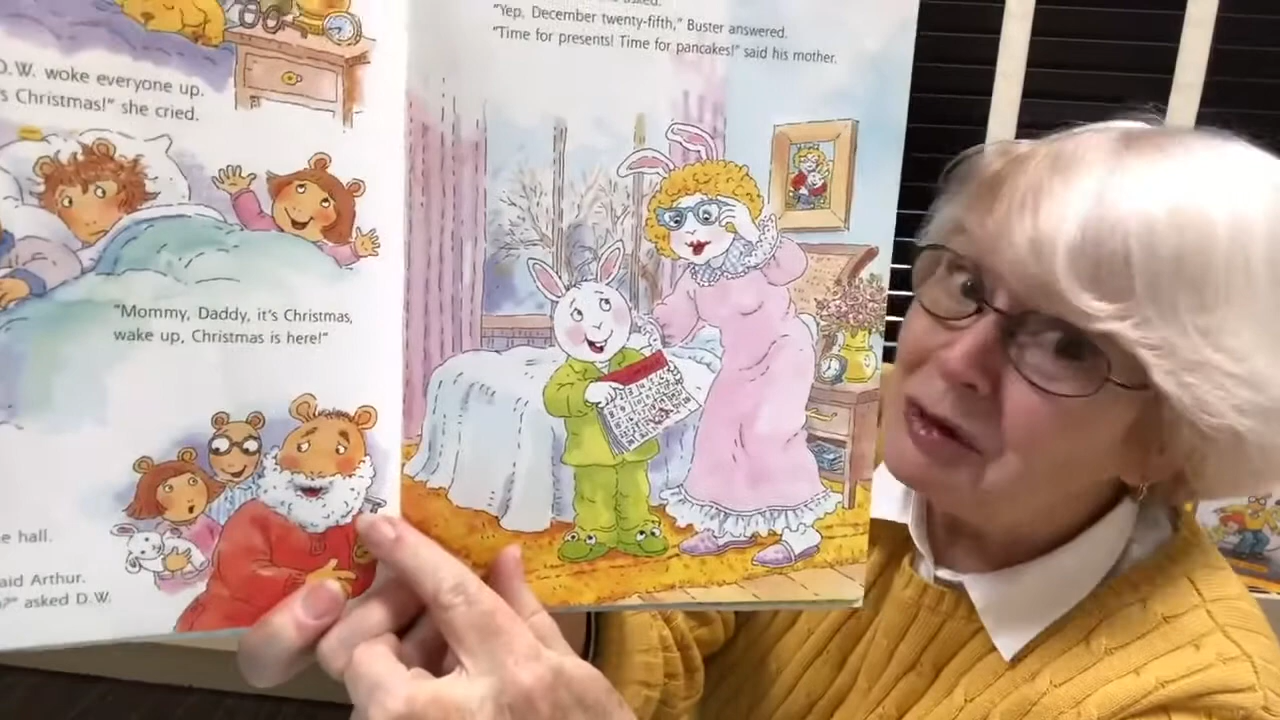 D.W. woke everyone up.
s Christmas!" she cried.
"Mommy, Daddy, it's Christmas,
wake up, Christmas is here!"
e hall.
aid Arthur.
?" asked D.W.
asked.
"Yep, December twenty-fifth," Buster answered.
"Time for presents! Time for pancakes!" said his mother.